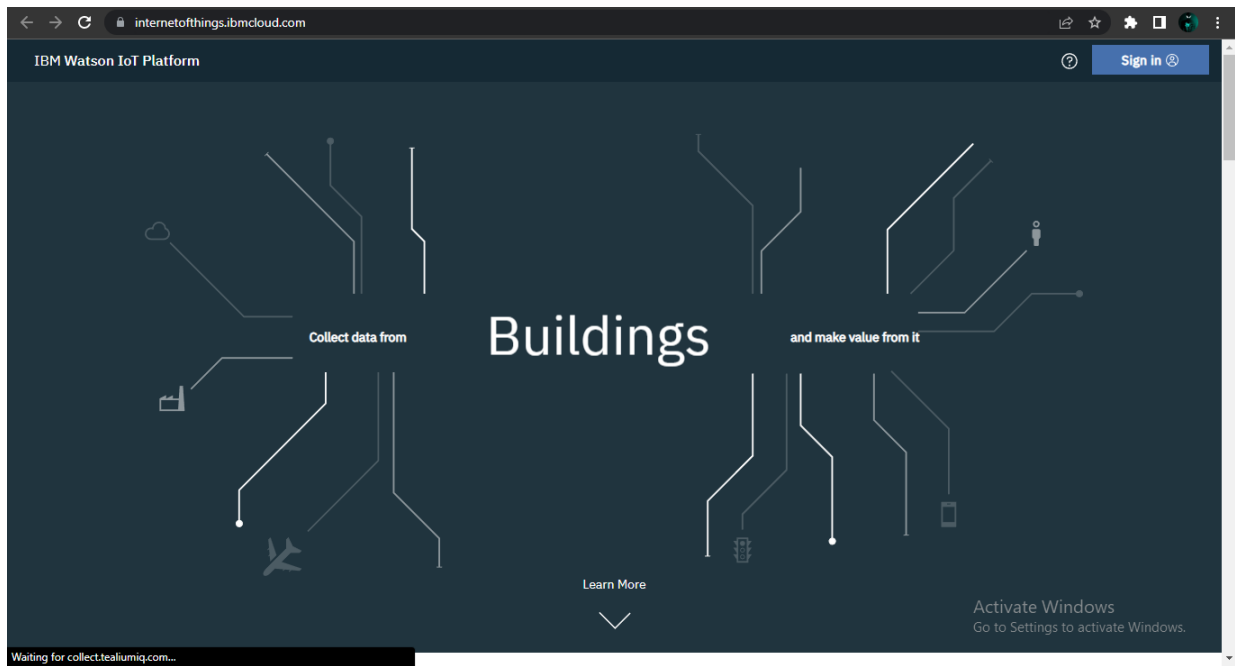 internetofthings.ibmcloud.com
IBM Watson IoT Platform
Sign in
Collect data from
Buildings
and make value from it
Learn More
Activate Windows
Go to Settings to activate Windows.
Waiting for collect.tealiumiq.com...